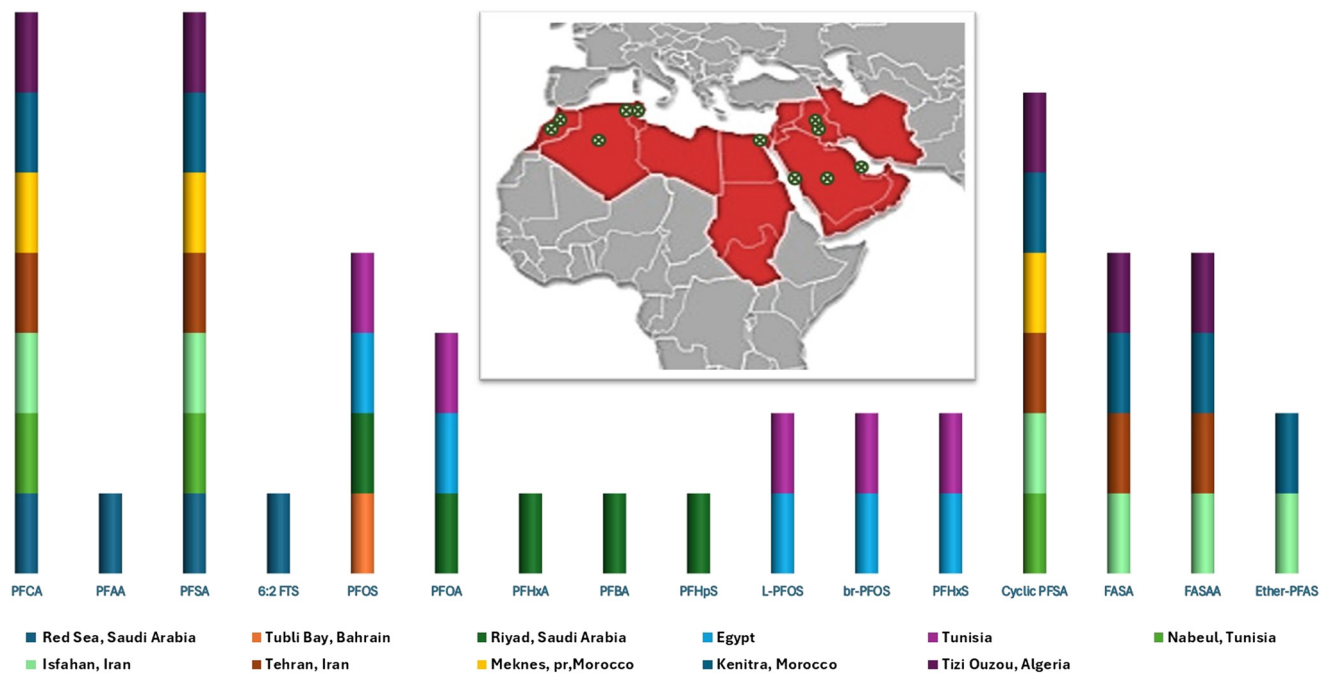 PFCA PFAA PFSA 6:2 FTS PFOS PFOA PFHxA PFBA PFHpS L-PFOS br-PFOS PFHxS Cyclic PFSA FASA FASAA Ether-PFAS
Red Sea, Saudi Arabia Tubli Bay, Bahrain Riyad, Saudi Arabia Egypt Tunisia Nabeul, Tunisia
Isfahan, Iran Tehran, Iran Meknes, pr,Morocco Kenitra, Morocco Tizi Ouzou, Algeria